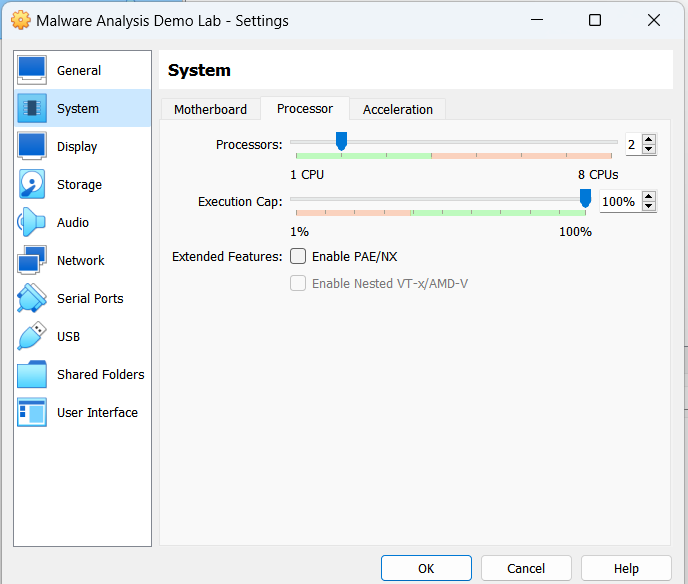 Malware Analysis Demo Lab - Settings
General
System
Display
Storage
Audio
Network
Serial Ports
USB
Shared Folders
User Interface
System
Motherboard Processor Acceleration
Processors: 2
1 CPU 8 CPUs
Execution Cap: 100%
1% 100%
Extended Features: Enable PAE/NX
Enable Nested VT-x/AMD-V
OK Cancel Help